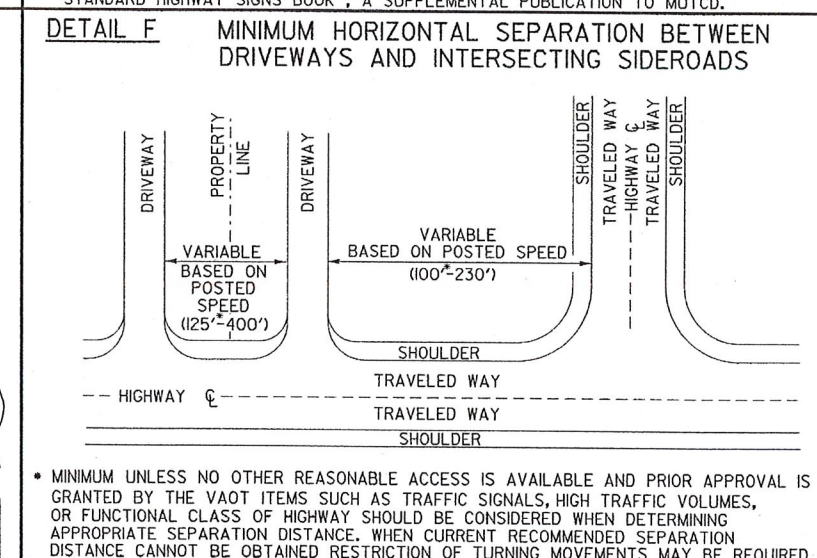 STANDARD HIGHWAY SIGNS BOOK", A SUPPLEMENTAL PUBLICATION TO MUTCD.
DETAIL F
MINIMUM HORIZONTAL SEPARATION BETWEEN
DRIVEWAYS AND INTERSECTING SIDEROADS
DRIVEWAY
PROPERTY
LINE
DRIVEWAY
SHOULDER
TRAVELED WAY
HIGHWAY ℄
TRAVELED WAY
SHOULDER
VARIABLE
BASED ON
POSTED
SPEED
(125'*-400')
VARIABLE
BASED ON POSTED SPEED
(100'*-230')
SHOULDER
TRAVELED WAY
HIGHWAY ℄
TRAVELED WAY
SHOULDER
* MINIMUM UNLESS NO OTHER REASONABLE ACCESS IS AVAILABLE AND PRIOR APPROVAL IS
GRANTED BY THE VAOT ITEMS SUCH AS TRAFFIC SIGNALS, HIGH TRAFFIC VOLUMES,
OR FUNCTIONAL CLASS OF HIGHWAY SHOULD BE CONSIDERED WHEN DETERMINING
APPROPRIATE SEPARATION DISTANCE. WHEN CURRENT RECOMMENDED SEPARATION
DISTANCE CANNOT BE OBTAINED RESTRICTION OF TURNING MOVEMENTS MAY BE REQUIRED